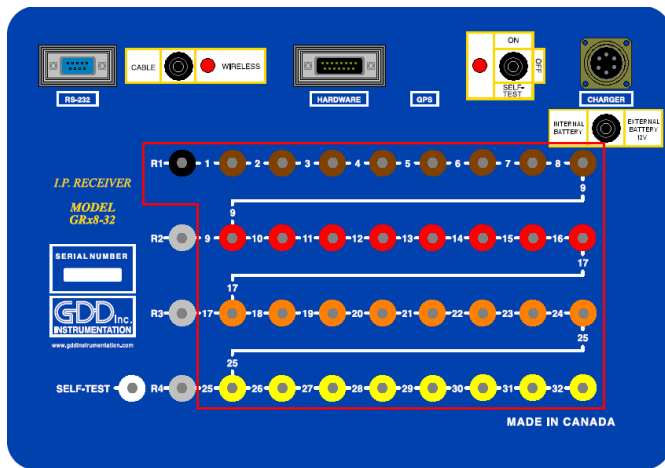 ON
OFF
CABLE
WIRELESS
SELF-
TEST
RS-232
HARDWARE
GPS
CHARGER
INTERNAL
BATTERY
EXTERNAL
BATTERY
12V
R1 1 2 3 4 5 6 7 8
9
I.P. RECEIVER
MODEL
GRx8-32
9
R2 9 10 11 12 13 14 15 16
17
SERIAL NUMBER
17
GDD Inc.
INSTRUMENTATION
www.gddinstrumentation.com
R3 17 18 19 20 21 22 23 24
25
25
SELF-TEST R4 25 26 27 28 29 30 31 32
MADE IN CANADA